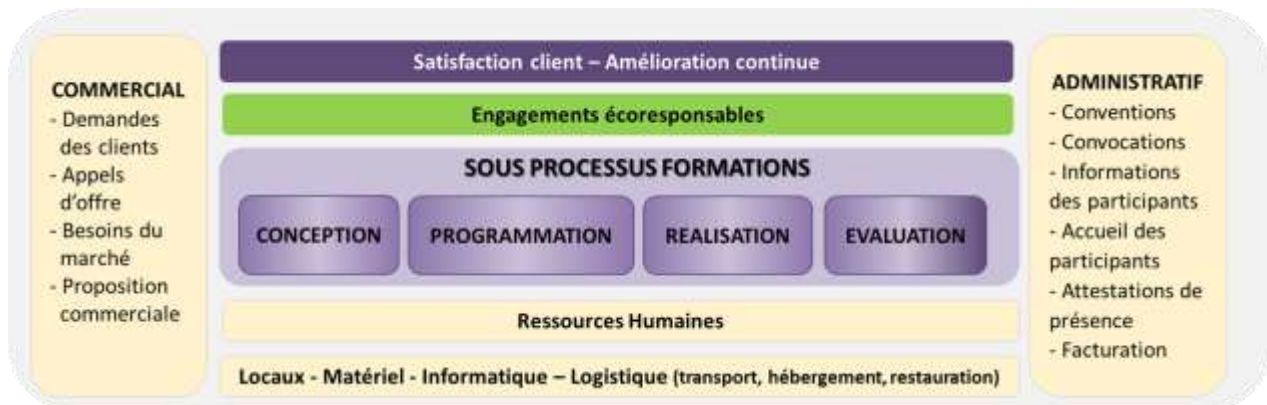 COMMERCIAL
- Demandes
des clients
- Appels
d'offre
- Besoins du
marché
- Proposition
commerciale
Satisfaction client – Amélioration continue
Engagements écoresponsables
SOUS PROCESSUS FORMATIONS
CONCEPTION
PROGRAMMATION
REALISATION
EVALUATION
Ressources Humaines
Locaux - Matériel - Informatique – Logistique (transport, hébergement, restauration)
ADMINISTRATIF
- Conventions
- Convocations
- Informations
des participants
- Accueil des
participants
- Attestations de
présence
- Facturation